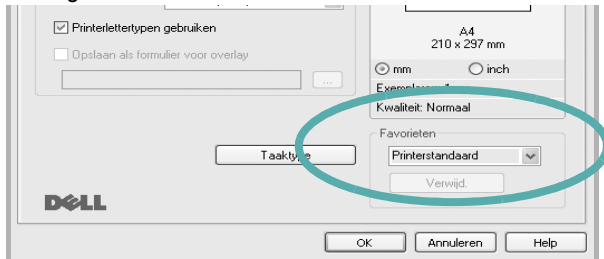 Printerlettertypen gebruiken
Opslaan als formulier voor overlay
...
A4
210 x 297 mm
mm
inch
Kwaliteit: Normaal
Favorieten
Printerstandaard
Verwijd.
Taaktype
DELL
OK
Annuleren
Help